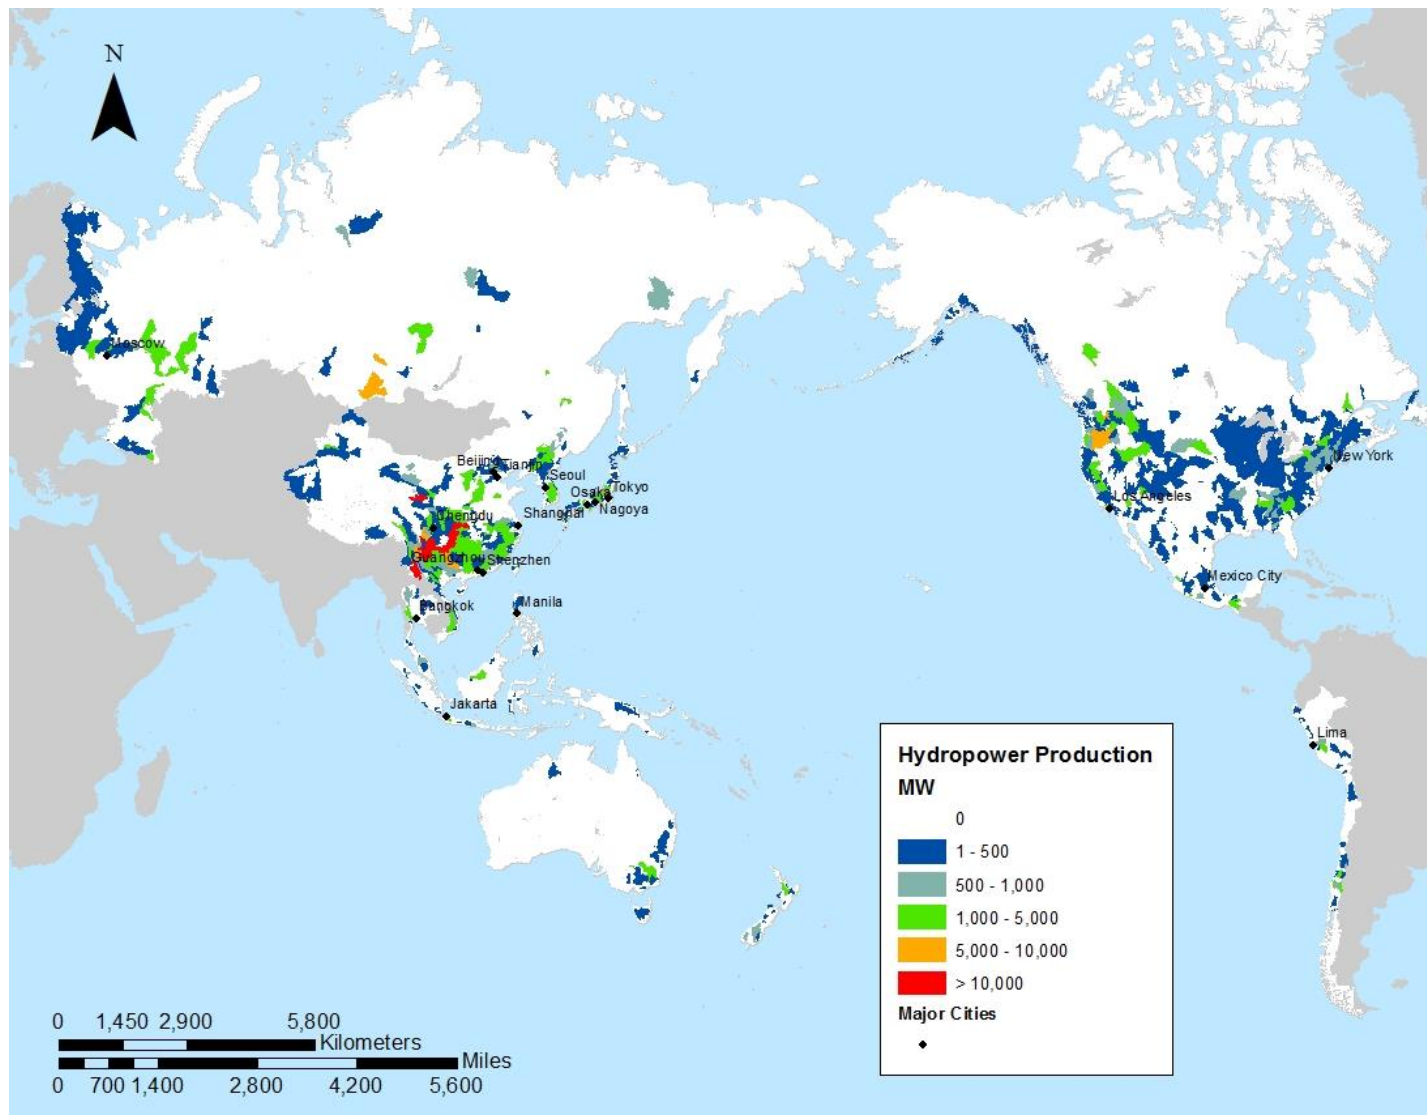 N
Moscow
Beijing
Tianjin
Seoul
Osaka
Tokyo
Nagoya
Chengdu
Shanghai
Guangzhou
Shenzhen
Bangkok
Manila
Jakarta
New York
Los Angeles
Mexico City
Lima
Hydropower Production
MW
0
1 - 500
500 - 1,000
1,000 - 5,000
5,000 - 10,000
> 10,000
Major Cities
0 1,450 2,900 5,800
Kilometers
Miles
0 700 1,400 2,800 4,200 5,600